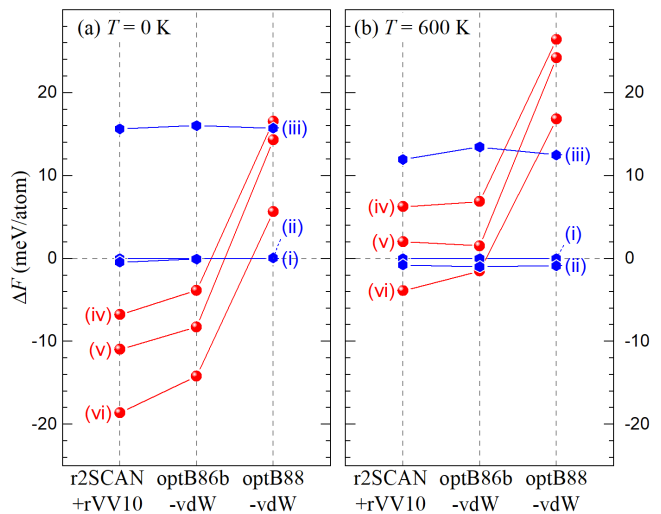 (a) T = 0 K
(b) T = 600 K
20
10
0
-10
-20
ΔF (meV/atom)
(iii)
(ii)
(i)
(iv)
(v)
(vi)
(iii)
(iv)
(i)
(v)
(ii)
(vi)
20
10
0
-10
-20
r2SCAN
+rVV10
optB86b
-vdW
optB88
-vdW
r2SCAN
+rVV10
optB86b
-vdW
optB88
-vdW